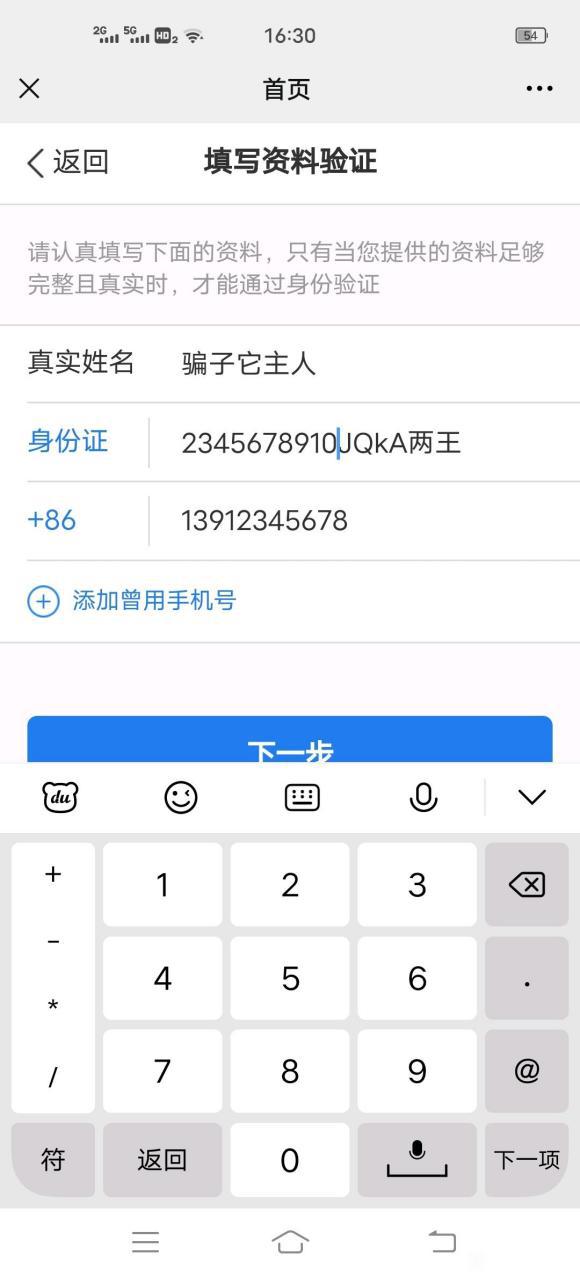 2G 5G HD2 16:30 54
首页
返回 填写资料验证
请认真填写下面的资料，只有当您提供的资料足够
完整且真实时，才能通过身份验证
真实姓名 骗子它主人
身份证 2345678910JQkA两王
+86 13912345678
添加曾用手机号
下一步
du
+ 1 2 3
-
4 5 6 .
*
/ 7 8 9 @
符 返回 0 下一项